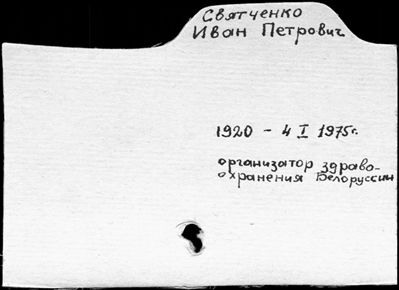 Святченко
Иван Петрович
1920 - 4 I 1975г.
организатор здраво-
охранения Белоруссии